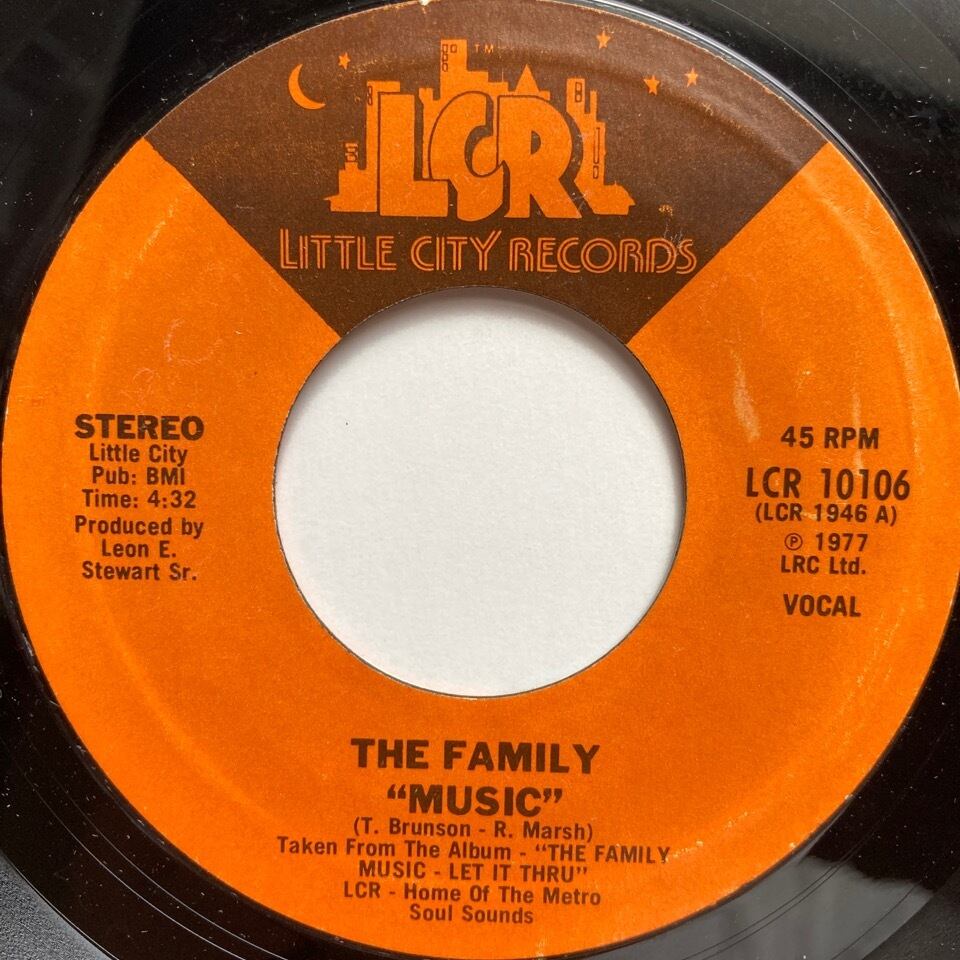 LCR ™
LITTLE CITY RECORDS
STEREO
Little City
Pub: BMI
Time: 4:32
Produced by
Leon E.
Stewart Sr.
45 RPM
LCR 10106
(LCR 1946 A)
℗ 1977
LRC Ltd.
VOCAL
THE FAMILY
“MUSIC”
(T. Brunson - R. Marsh)
Taken From The Album - “THE FAMILY
MUSIC - LET IT THRU”
LCR - Home Of The Metro
Soul Sounds